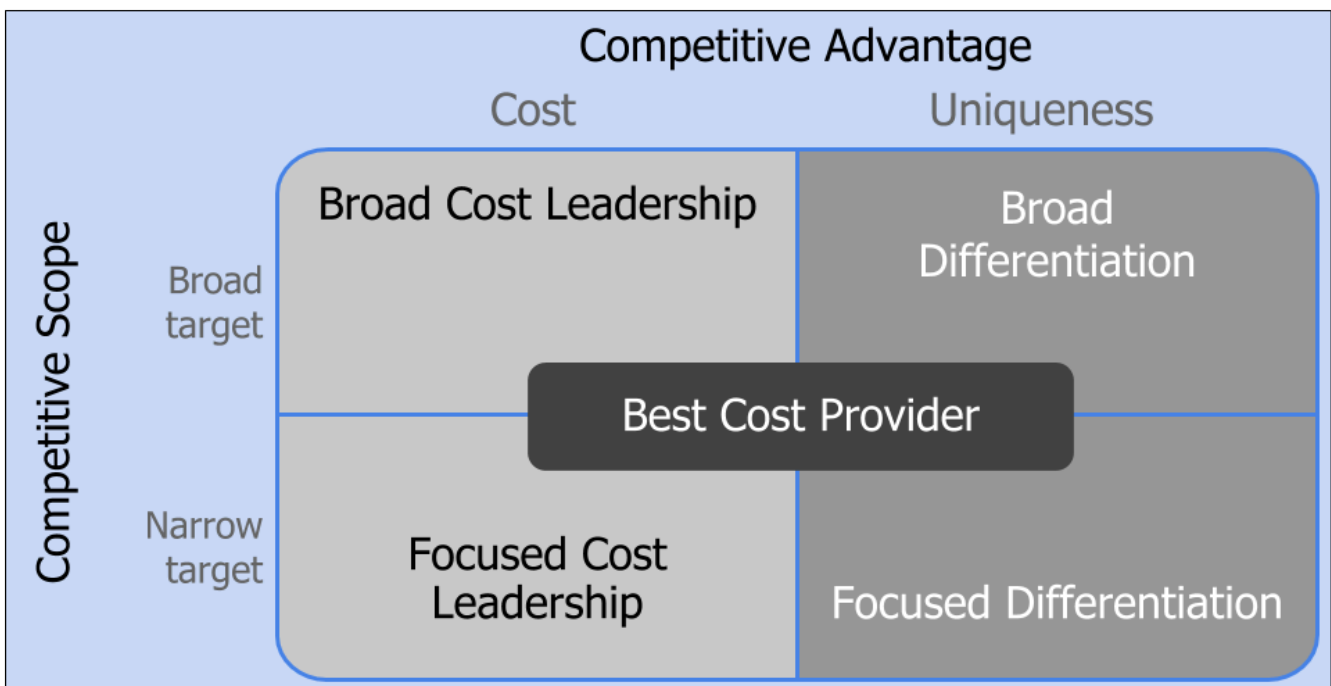 Competitive Advantage
Cost
Uniqueness
Competitive Scope
Broad
target
Broad Cost Leadership
Broad
Differentiation
Best Cost Provider
Narrow
target
Focused Cost
Leadership
Focused Differentiation